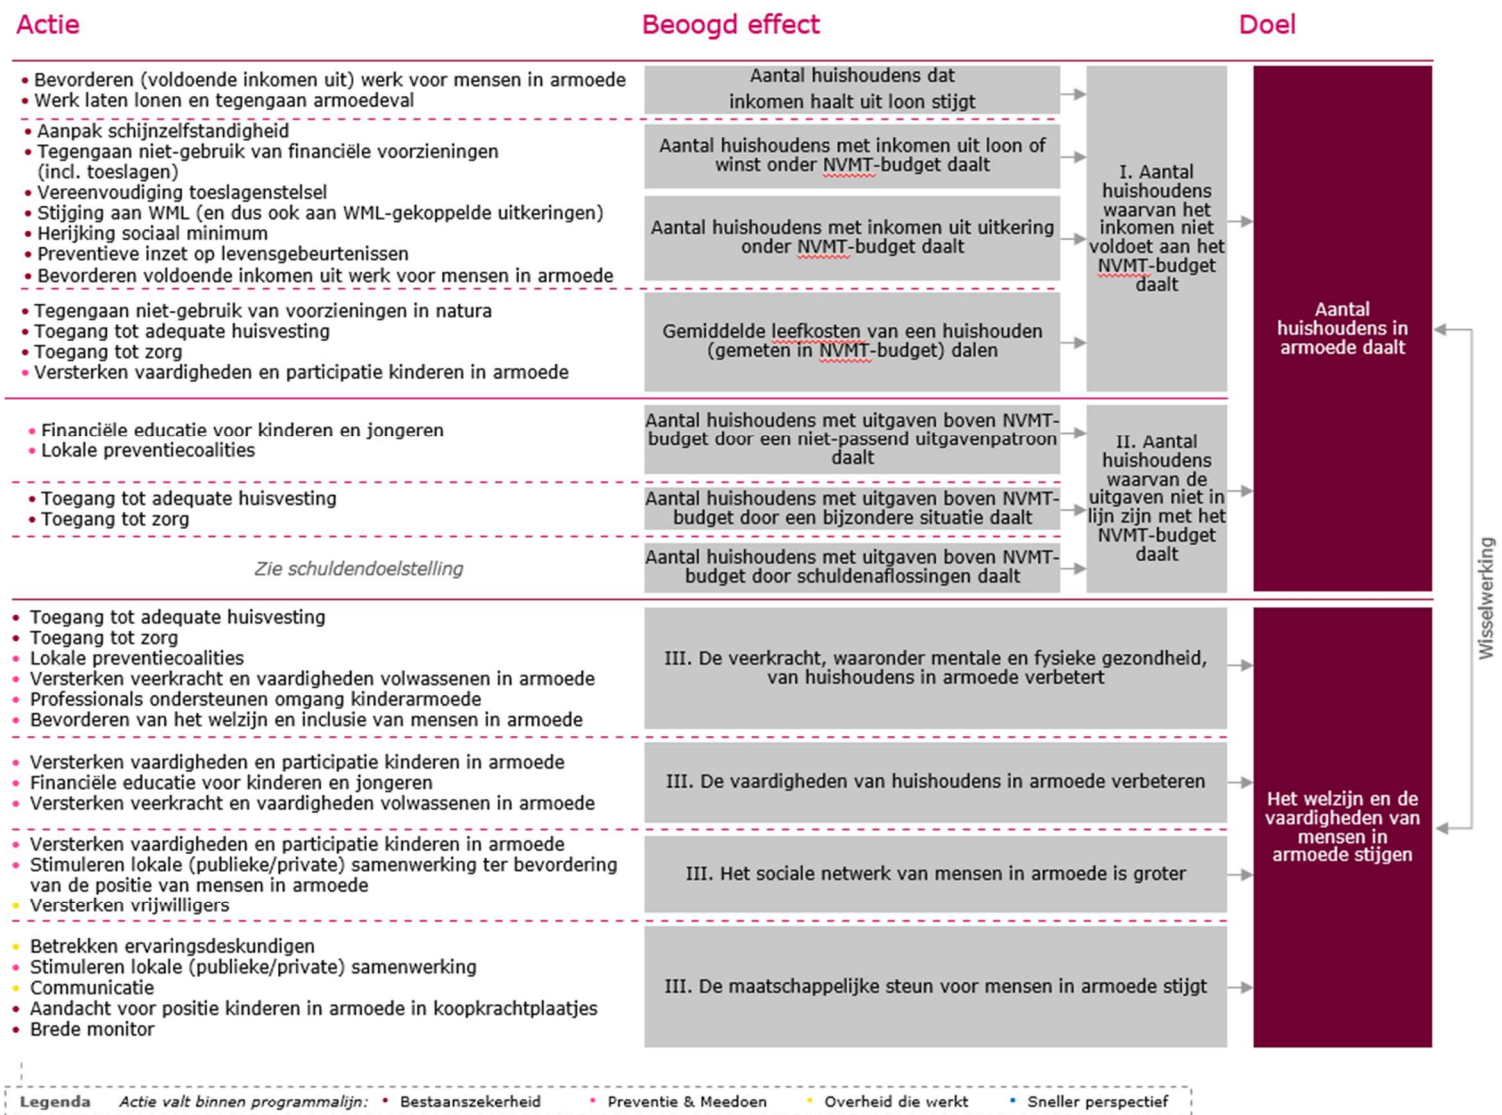 Actie
Beoogd effect
Doel
• Bevorderen (voldoende inkomen uit) werk voor mensen in armoede
• Werk laten lonen en tegengaan armoedeval
Aantal huishoudens dat
inkomen haalt uit loon stijgt
• Aanpak schijnzelfstandigheid
• Tegengaan niet-gebruik van financiële voorzieningen
(incl. toeslagen)
• Vereenvoudiging toeslagenstelsel
• Stijging aan WML (en dus ook aan WML-gekoppelde uitkeringen)
• Herijking sociaal minimum
• Preventieve inzet op levensgebeurtenissen
• Bevorderen voldoende inkomen uit werk voor mensen in armoede
Aantal huishoudens met inkomen uit loon of
winst onder NVMT-budget daalt
Aantal huishoudens met inkomen uit uitkering
onder NVMT-budget daalt
• Tegengaan niet-gebruik van voorzieningen in natura
• Toegang tot adequate huisvesting
• Toegang tot zorg
• Versterken vaardigheden en participatie kinderen in armoede
Gemiddelde leefkosten van een huishouden
(gemeten in NVMT-budget) dalen
I. Aantal
huishoudens
waarvan het
inkomen niet
voldoet aan het
NVMT-budget
daalt
• Financiële educatie voor kinderen en jongeren
• Lokale preventiecoalities
Aantal huishoudens met uitgaven boven NVMT-
budget door een niet-passend uitgavenpatroon
daalt
• Toegang tot adequate huisvesting
• Toegang tot zorg
Aantal huishoudens met uitgaven boven NVMT-
budget door een bijzondere situatie daalt
Zie schuldendoelstelling
Aantal huishoudens met uitgaven boven NVMT-
budget door schuldenaflossingen daalt
II. Aantal
huishoudens
waarvan de
uitgaven niet in
lijn zijn met het
NVMT-budget
daalt
Aantal
huishoudens in
armoede daalt
• Toegang tot adequate huisvesting
• Toegang tot zorg
• Lokale preventiecoalities
• Versterken veerkracht en vaardigheden volwassenen in armoede
• Professionals ondersteunen omgang kinderarmoede
• Bevorderen van het welzijn en inclusie van mensen in armoede
III. De veerkracht, waaronder mentale en fysieke gezondheid,
van huishoudens in armoede verbetert
• Versterken vaardigheden en participatie kinderen in armoede
• Financiële educatie voor kinderen en jongeren
• Versterken veerkracht en vaardigheden volwassenen in armoede
III. De vaardigheden van huishoudens in armoede verbeteren
• Versterken vaardigheden en participatie kinderen in armoede
• Stimuleren lokale (publieke/private) samenwerking ter bevordering
van de positie van mensen in armoede
• Versterken vrijwilligers
III. Het sociale netwerk van mensen in armoede is groter
• Betrekken ervaringsdeskundigen
• Stimuleren lokale (publieke/private) samenwerking
• Communicatie
• Aandacht voor positie kinderen in armoede in koopkrachtplaatjes
• Brede monitor
III. De maatschappelijke steun voor mensen in armoede stijgt
Het welzijn en de
vaardigheden van
mensen in
armoede stijgen
Wisselwerking
Legenda Actie valt binnen programmalijn: • Bestaanszekerheid • Preventie & Meedoen • Overheid die werkt • Sneller perspectief